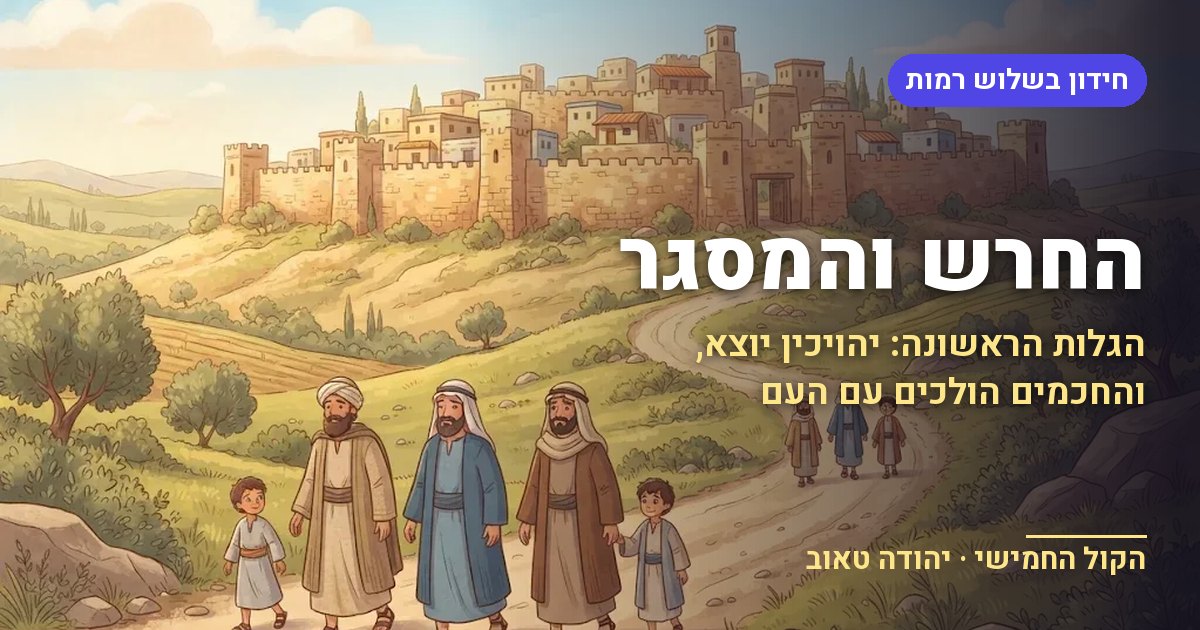 חידון בשלוש רמות
החרש והמסגר
הגלות הראשונה: יהויכין יוצא,
והחכמים הולכים עם העם
הקול החמישי · יהודה טאוב